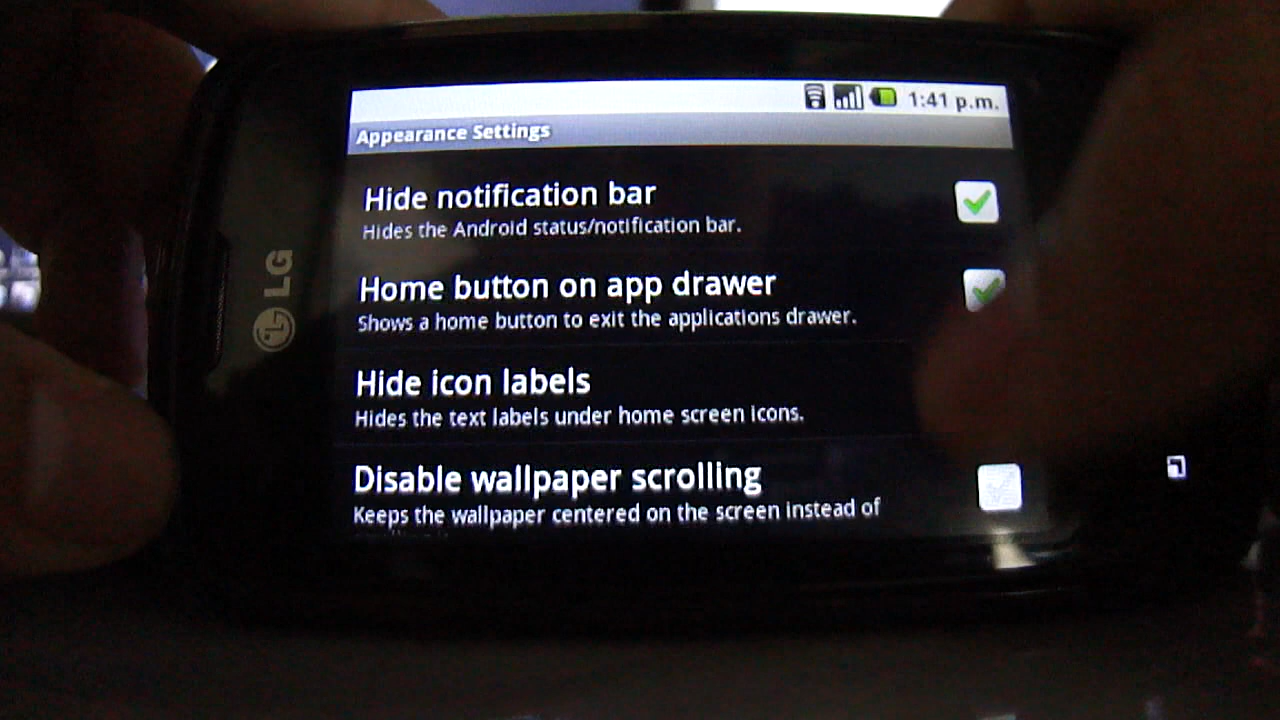 1:41 p.m.
Appearance Settings
Hide notification bar
Hides the Android status/notification bar.
Home button on app drawer
Shows a home button to exit the applications drawer.
Hide icon labels
Hides the text labels under home screen icons.
Disable wallpaper scrolling
Keeps the wallpaper centered on the screen instead of
LG